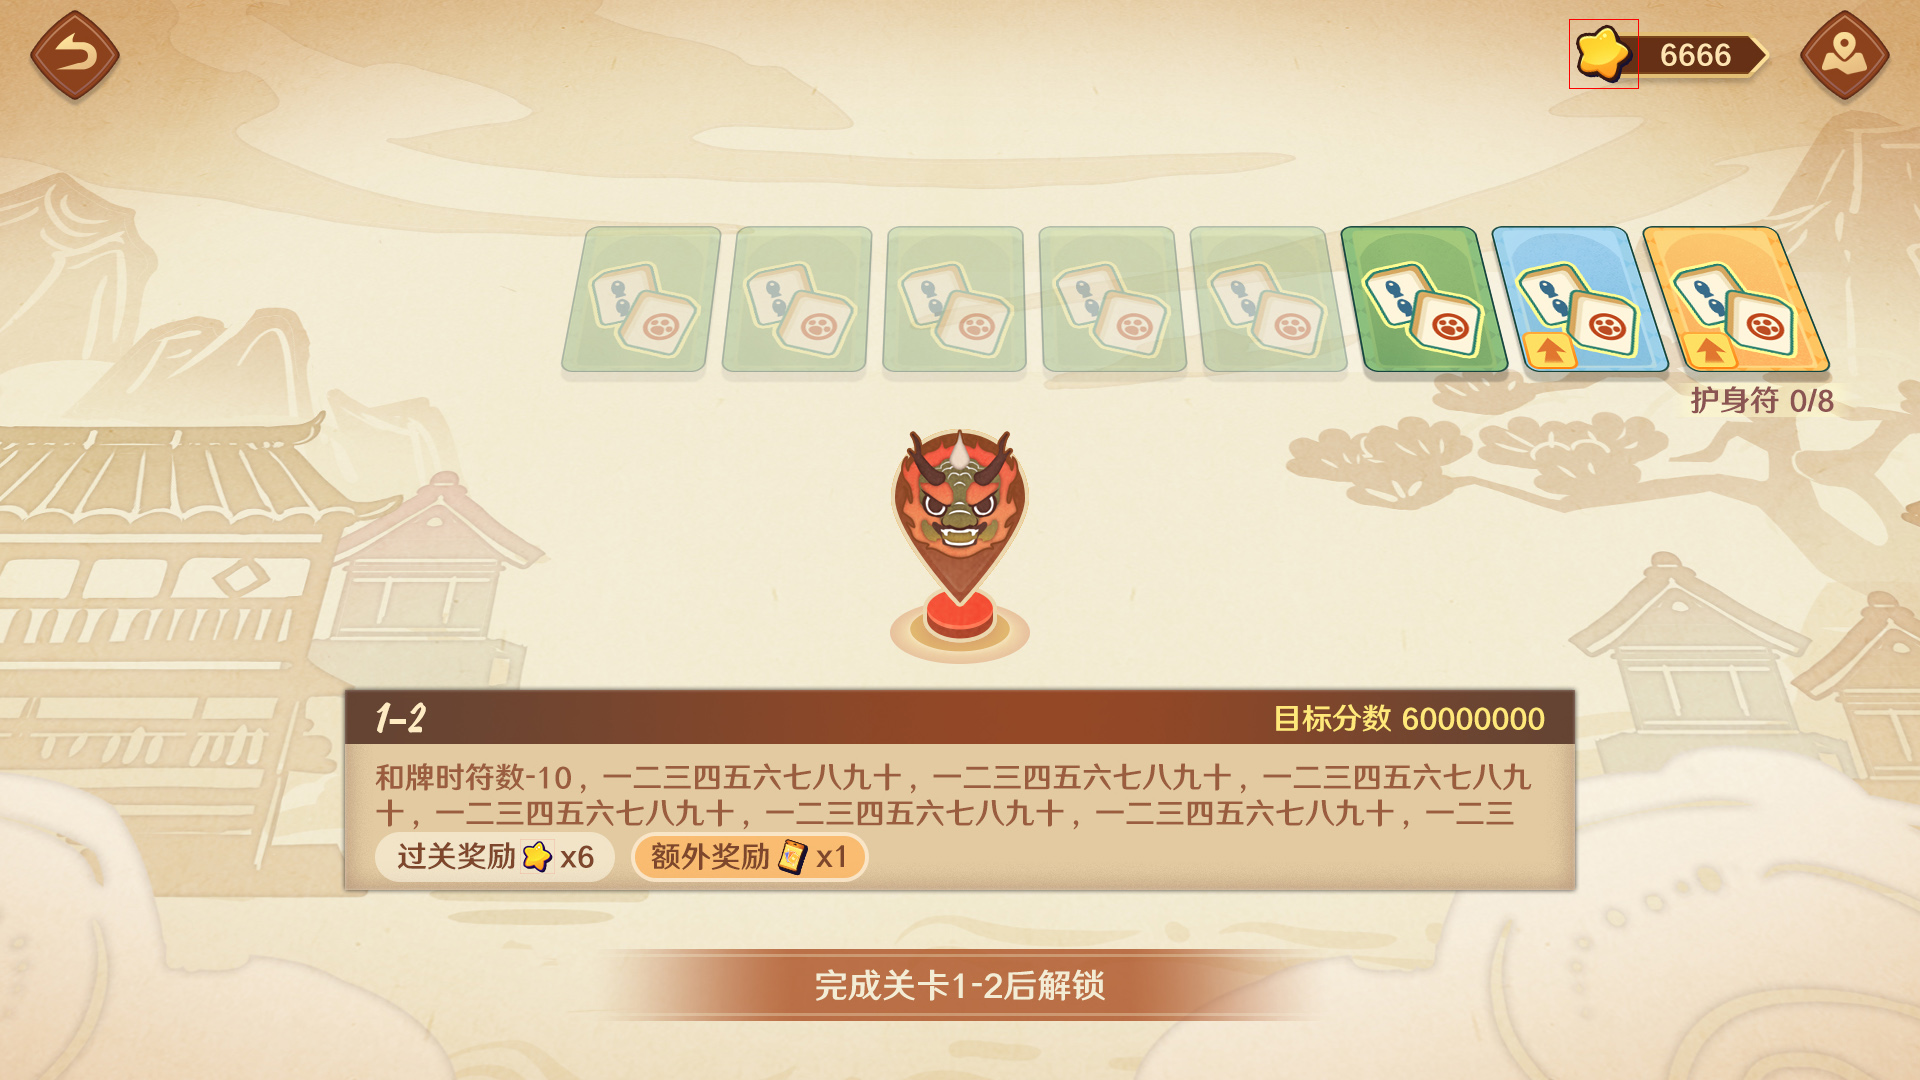 6666
护身符 0/8
1-2
目标分数 60000000
和牌时符数-10，一二三四五六七八九十，一二三四五六七八九十，一二三四五六七八九
十，一二三四五六七八九十，一二三四五六七八九十，一二三四五六七八九十，一二三
过关奖励 x6
额外奖励 x1
完成关卡1-2后解锁